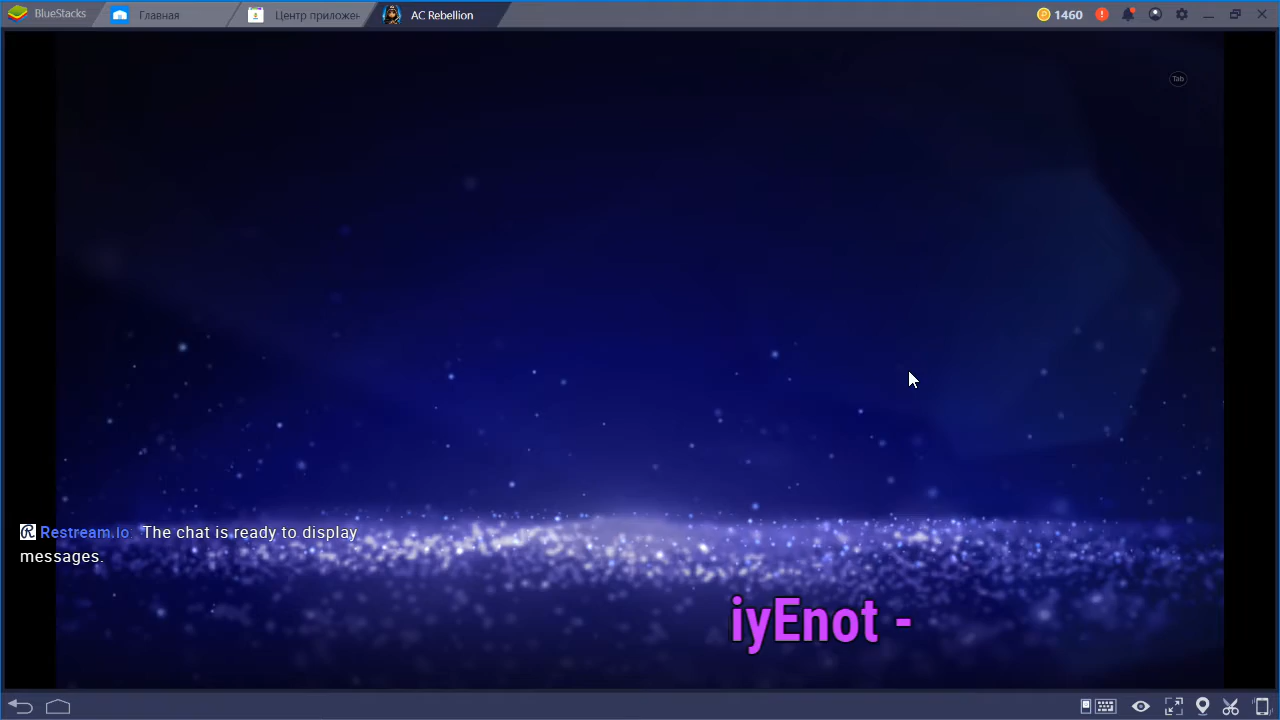 BlueStacks
Главная
Центр приложен
AC Rebellion
1460
Tab
Restream.io: The chat is ready to display
messages.
iyEnot -